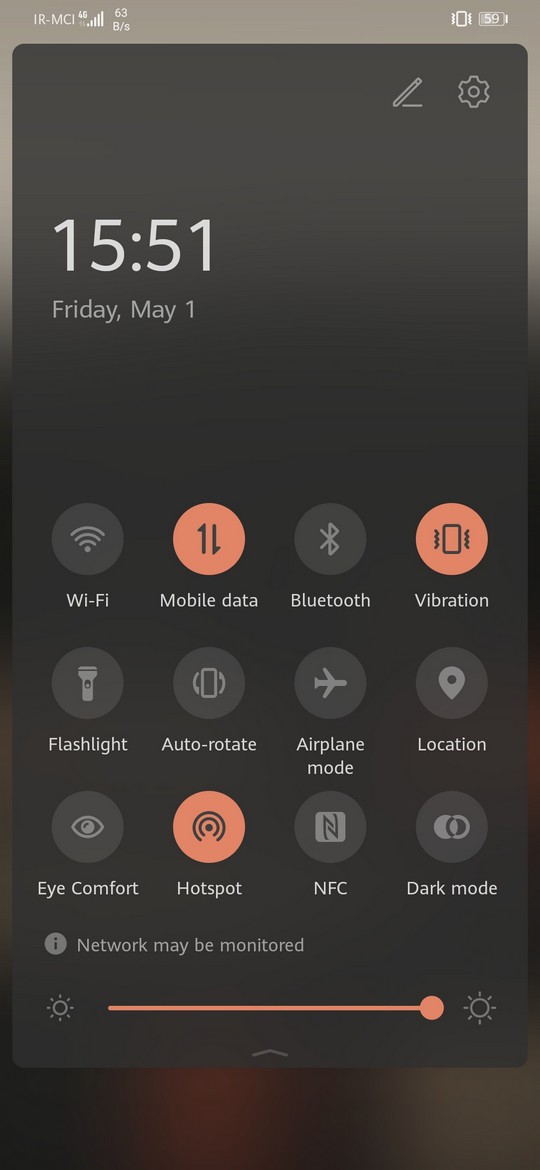 IR-MCI 4G 63 59
B/s
15:51
Friday, May 1
Wi-Fi Mobile data Bluetooth Vibration
Flashlight Auto-rotate Airplane mode Location
Eye Comfort Hotspot NFC Dark mode
Network may be monitored